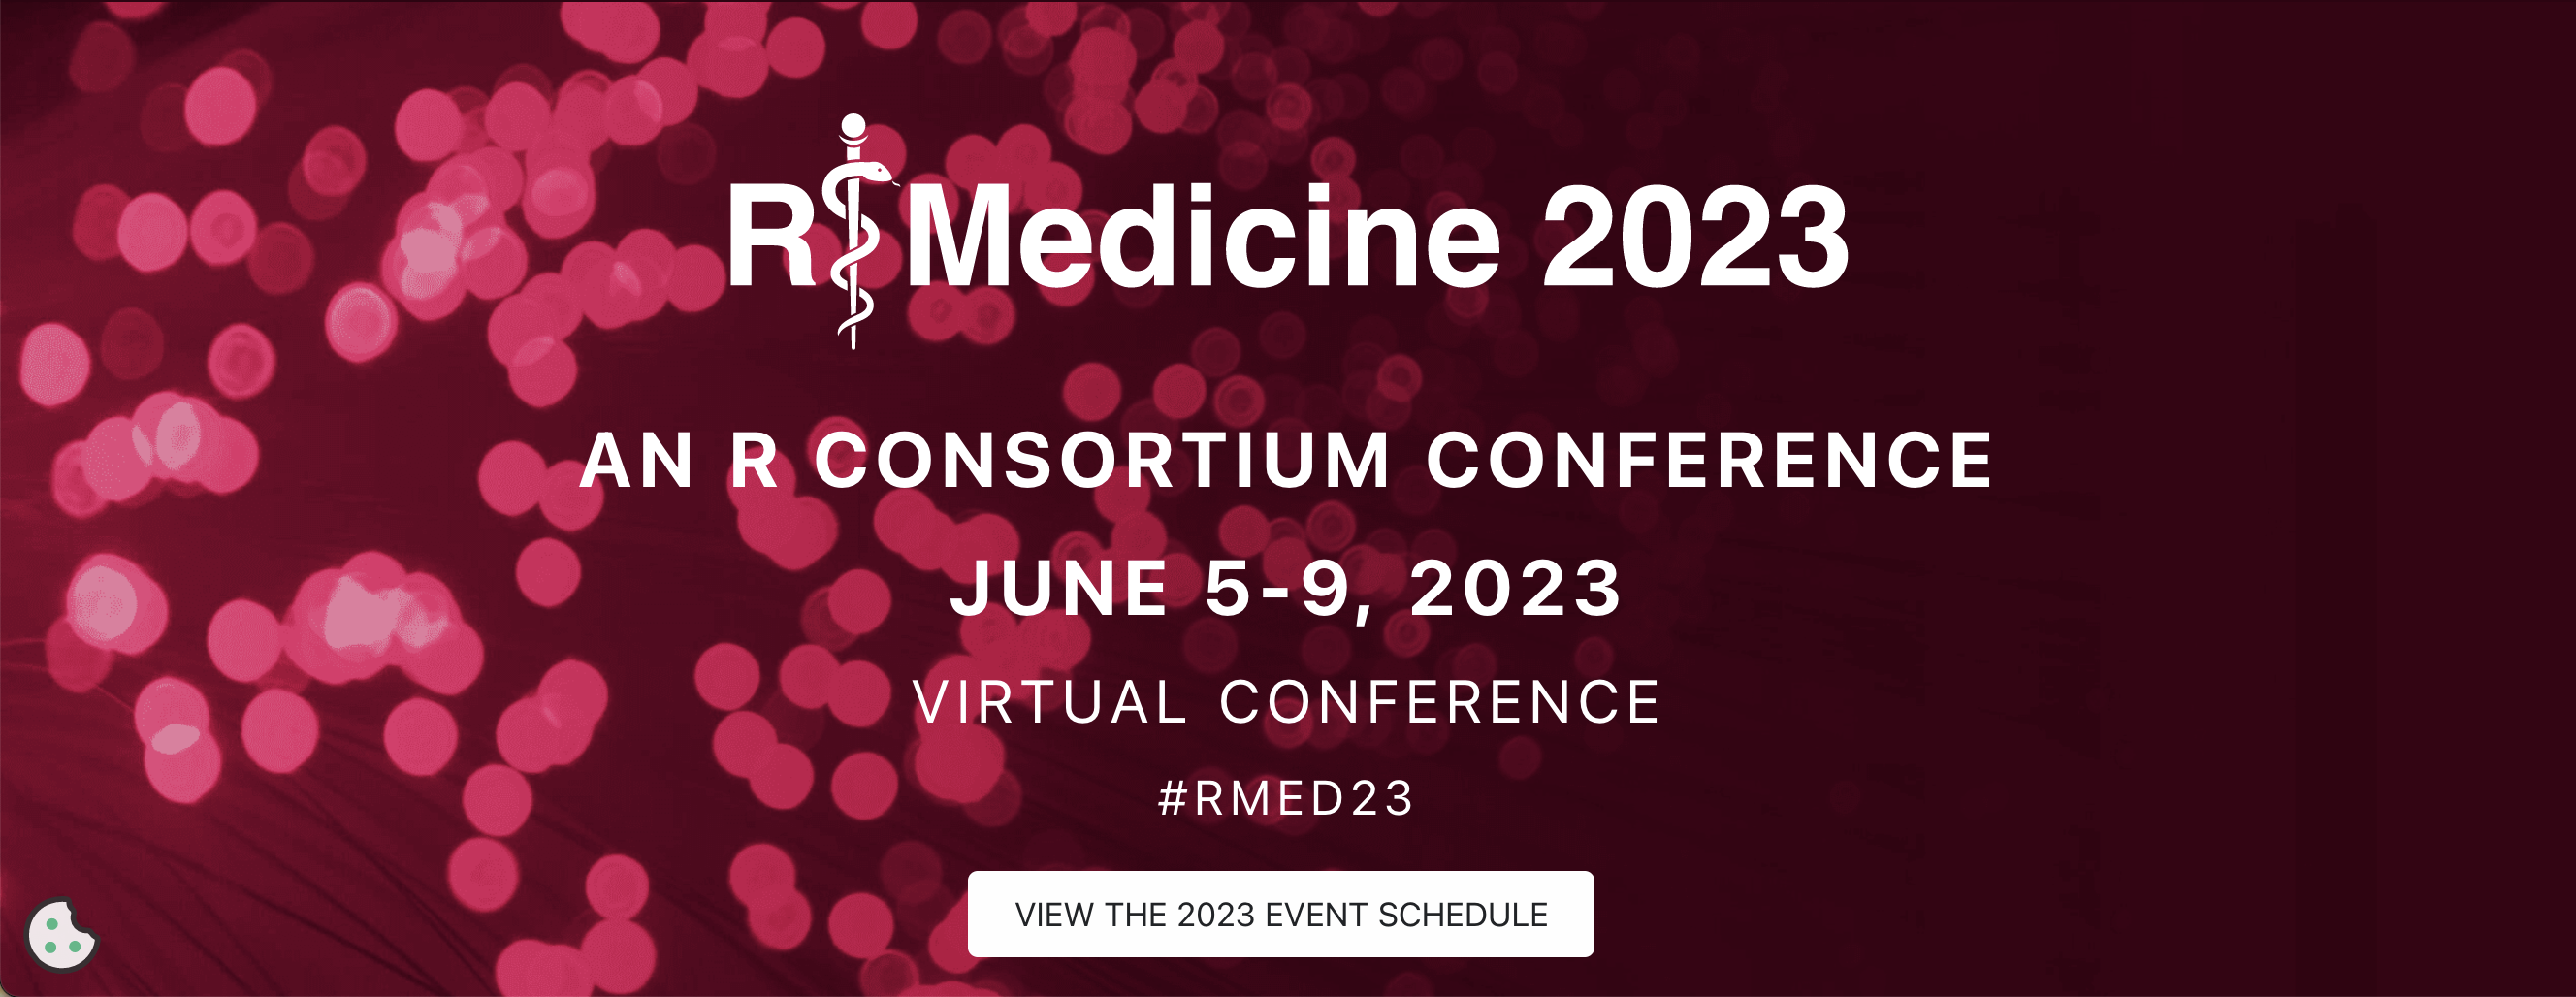 R Medicine 2023
AN R CONSORTIUM CONFERENCE
JUNE 5-9, 2023
VIRTUAL CONFERENCE
#RMED23
VIEW THE 2023 EVENT SCHEDULE